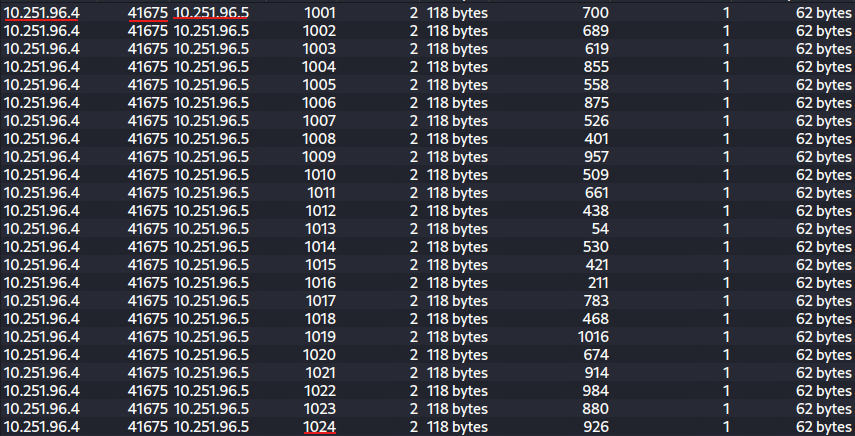 10.251.96.4 41675 10.251.96.5 1001 2 118 bytes 700 1 62 bytes
10.251.96.4 41675 10.251.96.5 1002 2 118 bytes 689 1 62 bytes
10.251.96.4 41675 10.251.96.5 1003 2 118 bytes 619 1 62 bytes
10.251.96.4 41675 10.251.96.5 1004 2 118 bytes 855 1 62 bytes
10.251.96.4 41675 10.251.96.5 1005 2 118 bytes 558 1 62 bytes
10.251.96.4 41675 10.251.96.5 1006 2 118 bytes 875 1 62 bytes
10.251.96.4 41675 10.251.96.5 1007 2 118 bytes 526 1 62 bytes
10.251.96.4 41675 10.251.96.5 1008 2 118 bytes 401 1 62 bytes
10.251.96.4 41675 10.251.96.5 1009 2 118 bytes 957 1 62 bytes
10.251.96.4 41675 10.251.96.5 1010 2 118 bytes 509 1 62 bytes
10.251.96.4 41675 10.251.96.5 1011 2 118 bytes 661 1 62 bytes
10.251.96.4 41675 10.251.96.5 1012 2 118 bytes 438 1 62 bytes
10.251.96.4 41675 10.251.96.5 1013 2 118 bytes 54 1 62 bytes
10.251.96.4 41675 10.251.96.5 1014 2 118 bytes 530 1 62 bytes
10.251.96.4 41675 10.251.96.5 1015 2 118 bytes 421 1 62 bytes
10.251.96.4 41675 10.251.96.5 1016 2 118 bytes 211 1 62 bytes
10.251.96.4 41675 10.251.96.5 1017 2 118 bytes 783 1 62 bytes
10.251.96.4 41675 10.251.96.5 1018 2 118 bytes 468 1 62 bytes
10.251.96.4 41675 10.251.96.5 1019 2 118 bytes 1016 1 62 bytes
10.251.96.4 41675 10.251.96.5 1020 2 118 bytes 674 1 62 bytes
10.251.96.4 41675 10.251.96.5 1021 2 118 bytes 914 1 62 bytes
10.251.96.4 41675 10.251.96.5 1022 2 118 bytes 984 1 62 bytes
10.251.96.4 41675 10.251.96.5 1023 2 118 bytes 880 1 62 bytes
10.251.96.4 41675 10.251.96.5 1024 2 118 bytes 926 1 62 bytes